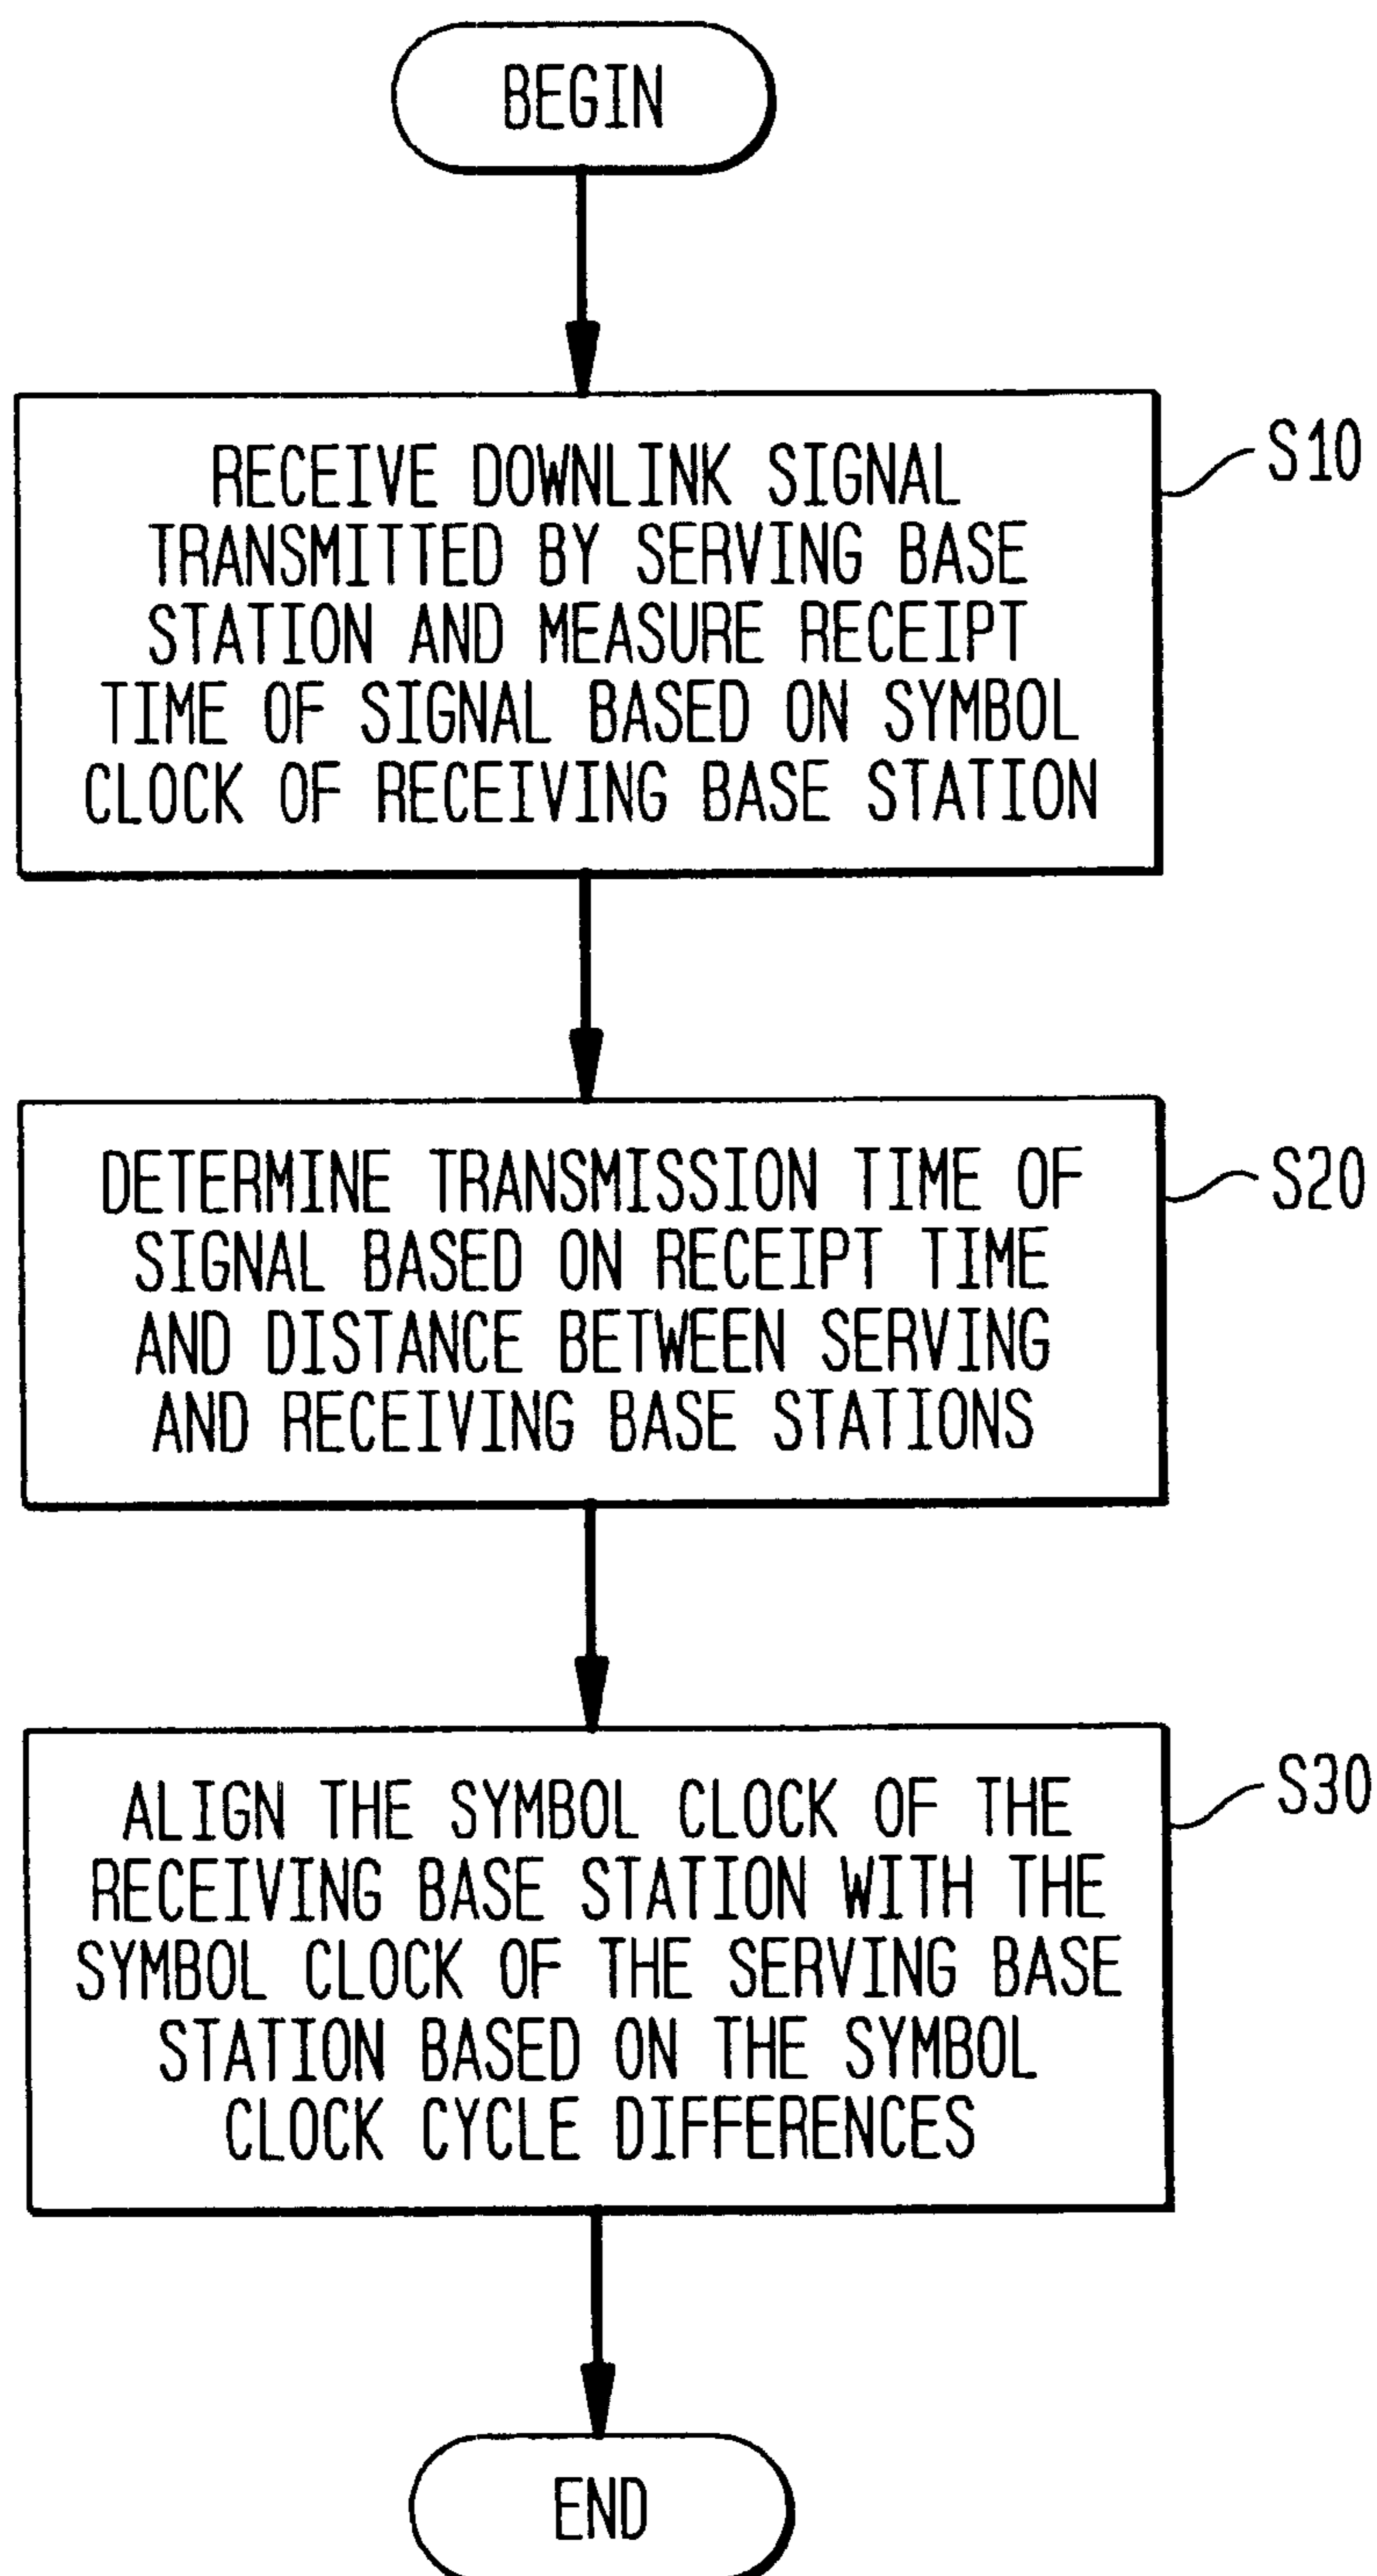 BEGIN
RECEIVE DOWNLINK SIGNAL
TRANSMITTED BY SERVING BASE
STATION AND MEASURE RECEIPT
TIME OF SIGNAL BASED ON SYMBOL
CLOCK OF RECEIVING BASE STATION
S10
DETERMINE TRANSMISSION TIME OF
SIGNAL BASED ON RECEIPT TIME
AND DISTANCE BETWEEN SERVING
AND RECEIVING BASE STATIONS
S20
ALIGN THE SYMBOL CLOCK OF THE
RECEIVING BASE STATION WITH THE
SYMBOL CLOCK OF THE SERVING BASE
STATION BASED ON THE SYMBOL
CLOCK CYCLE DIFFERENCES
S30
END